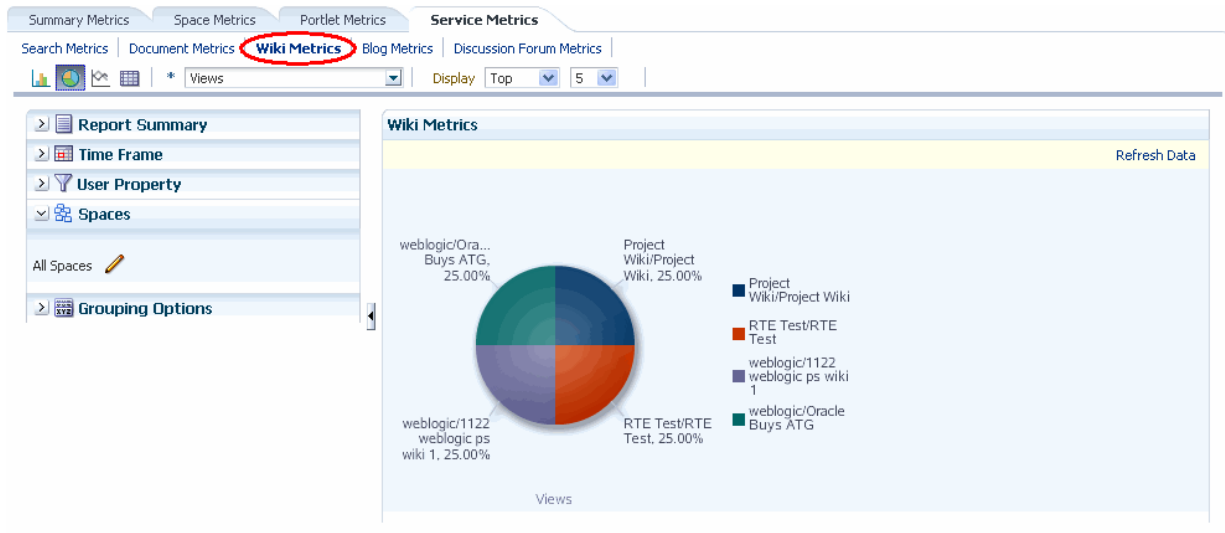 Summary Metrics Space Metrics Portlet Metrics Service Metrics
Search Metrics Document Metrics Wiki Metrics Blog Metrics Discussion Forum Metrics
* Views Display Top 5
Report Summary
Time Frame
User Property
Spaces
All Spaces
Grouping Options
Wiki Metrics
Refresh Data
weblogic/Ora...
Buys ATG,
25.00%
Project
Wiki/Project
Wiki, 25.00%
weblogic/1122
weblogic ps
wiki 1, 25.00%
RTE Test/RTE
Test, 25.00%
Views
Project
Wiki/Project Wiki
RTE Test/RTE
Test
weblogic/1122
weblogic ps wiki
1
weblogic/Oracle
Buys ATG